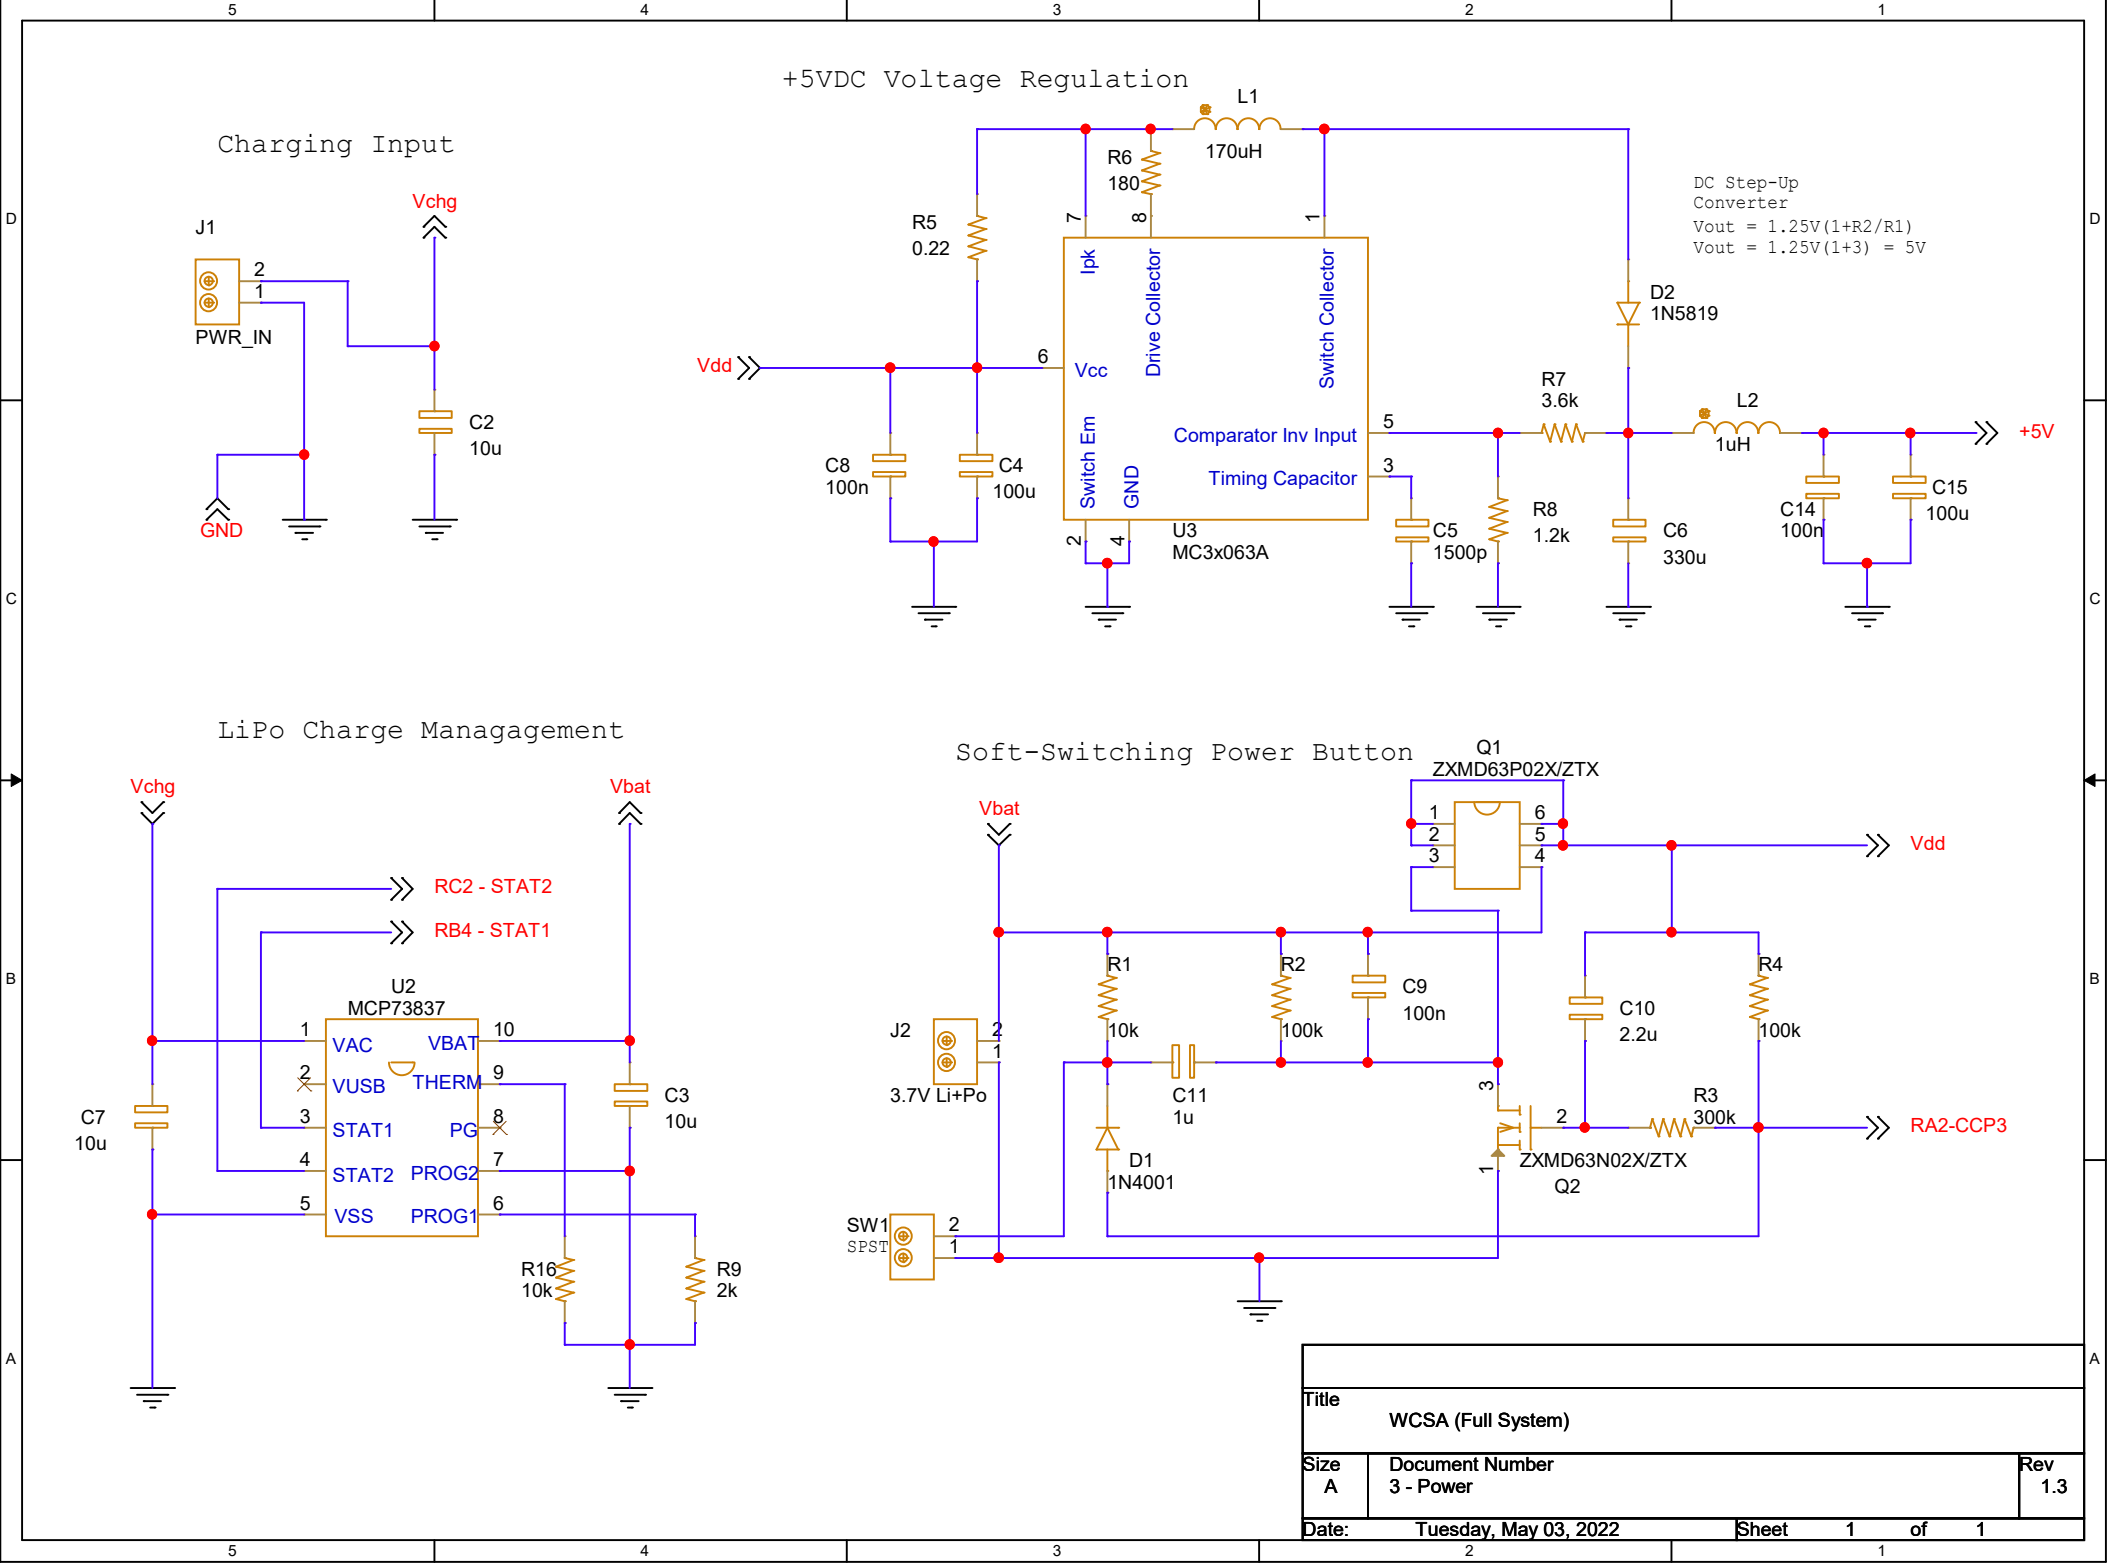 5 4 3 2 1
D
C
B
A
D
C
B
A
Charging Input
Vchg
J1
2
1
PWR_IN
C2
10u
GND
+5VDC Voltage Regulation
L1
170uH
R6
180
R5
0.22
7
8
1
Ipk
Drive Collector
Switch Collector
DC Step-Up
Converter
Vout = 1.25V(1+R2/R1)
Vout = 1.25V(1+3) = 5V
D2
1N5819
Vdd
6
Vcc
R7
3.6k
L2
1uH
+5V
Switch Em
GND
Comparator Inv Input
5
Timing Capacitor
3
C8
100n
C4
100u
2
4
U3
MC3x063A
C5
1500p
R8
1.2k
C6
330u
C14
100n
C15
100u
LiPo Charge Managagement
Vchg
Vbat
RC2 - STAT2
RB4 - STAT1
U2
MCP73837
1
VAC
VBAT
10
2
VUSB
THERM
9
3
STAT1
PG
8
4
STAT2
PROG2
7
5
VSS
PROG1
6
C7
10u
C3
10u
R16
10k
R9
2k
Soft-Switching Power Button
Q1
ZXMD63P02X/ZTX
Vbat
1
2
3
6
5
4
Vdd
R1
10k
R2
100k
C9
100n
C10
2.2u
R4
100k
J2
2
1
3.7V Li+Po
C11
1u
3
2
1
R3
300k
RA2-CCP3
D1
1N4001
ZXMD63N02X/ZTX
Q2
SW1
SPST
2
1
Title
WCSA (Full System)
Size
A
Document Number
3 - Power
Rev
1.3
Date: Tuesday, May 03, 2022 Sheet 1 of 1
5 4 3 2 1